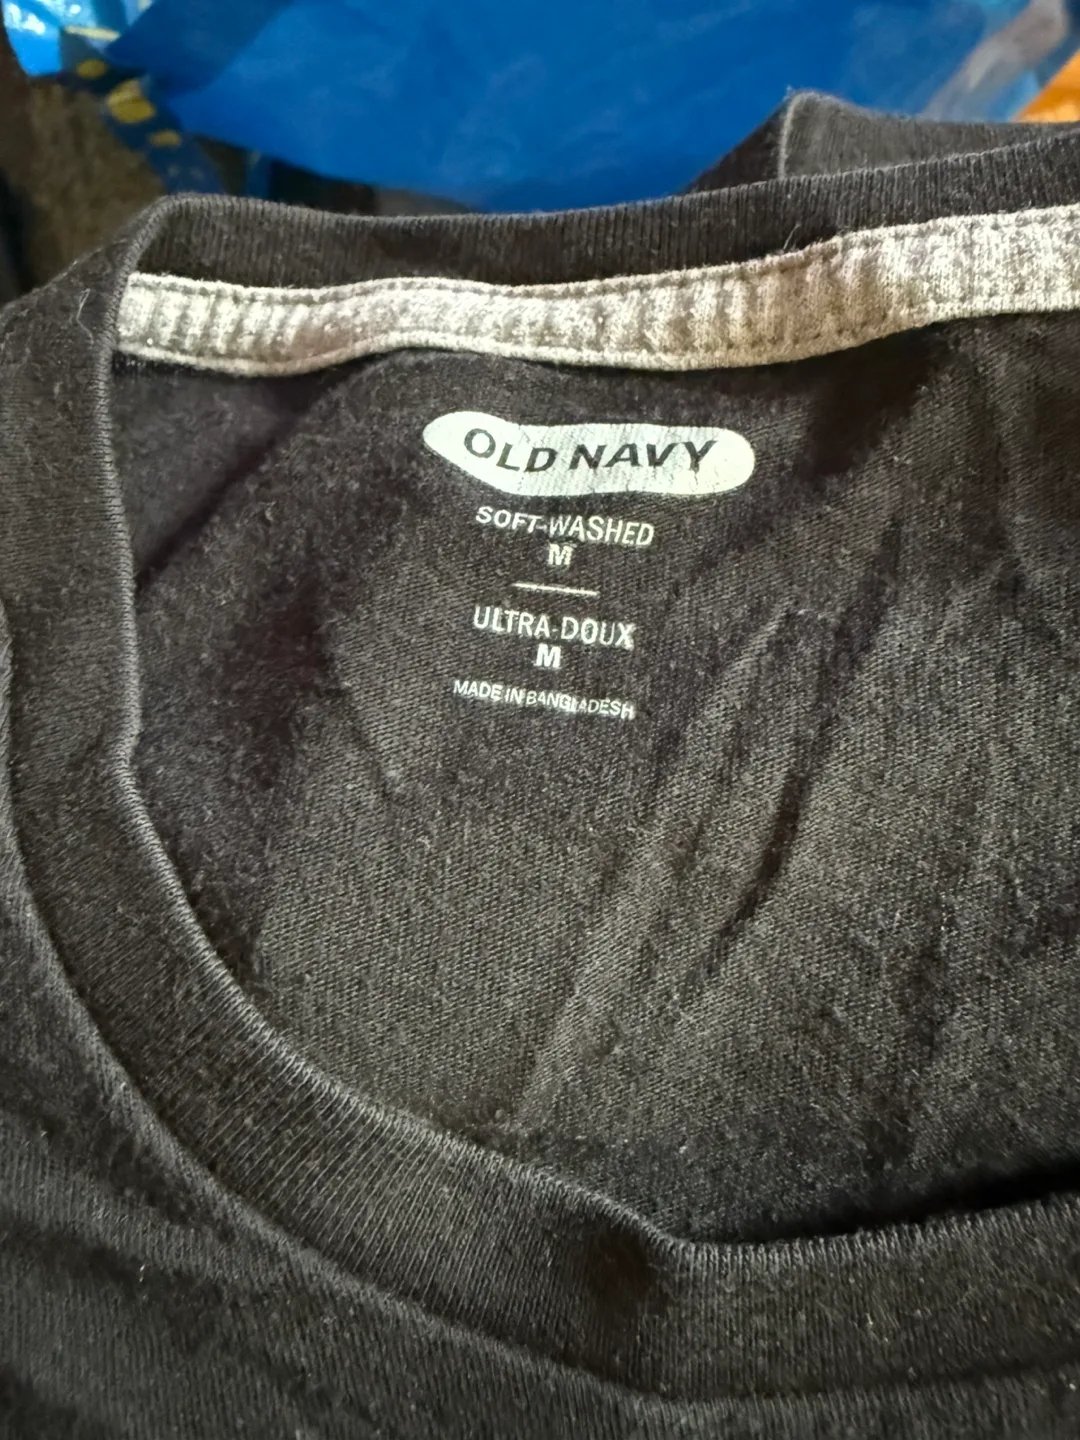 OLD NAVY
SOFT-WASHED
M
ULTRA-DOUX
M
MADE IN BANGLADESH